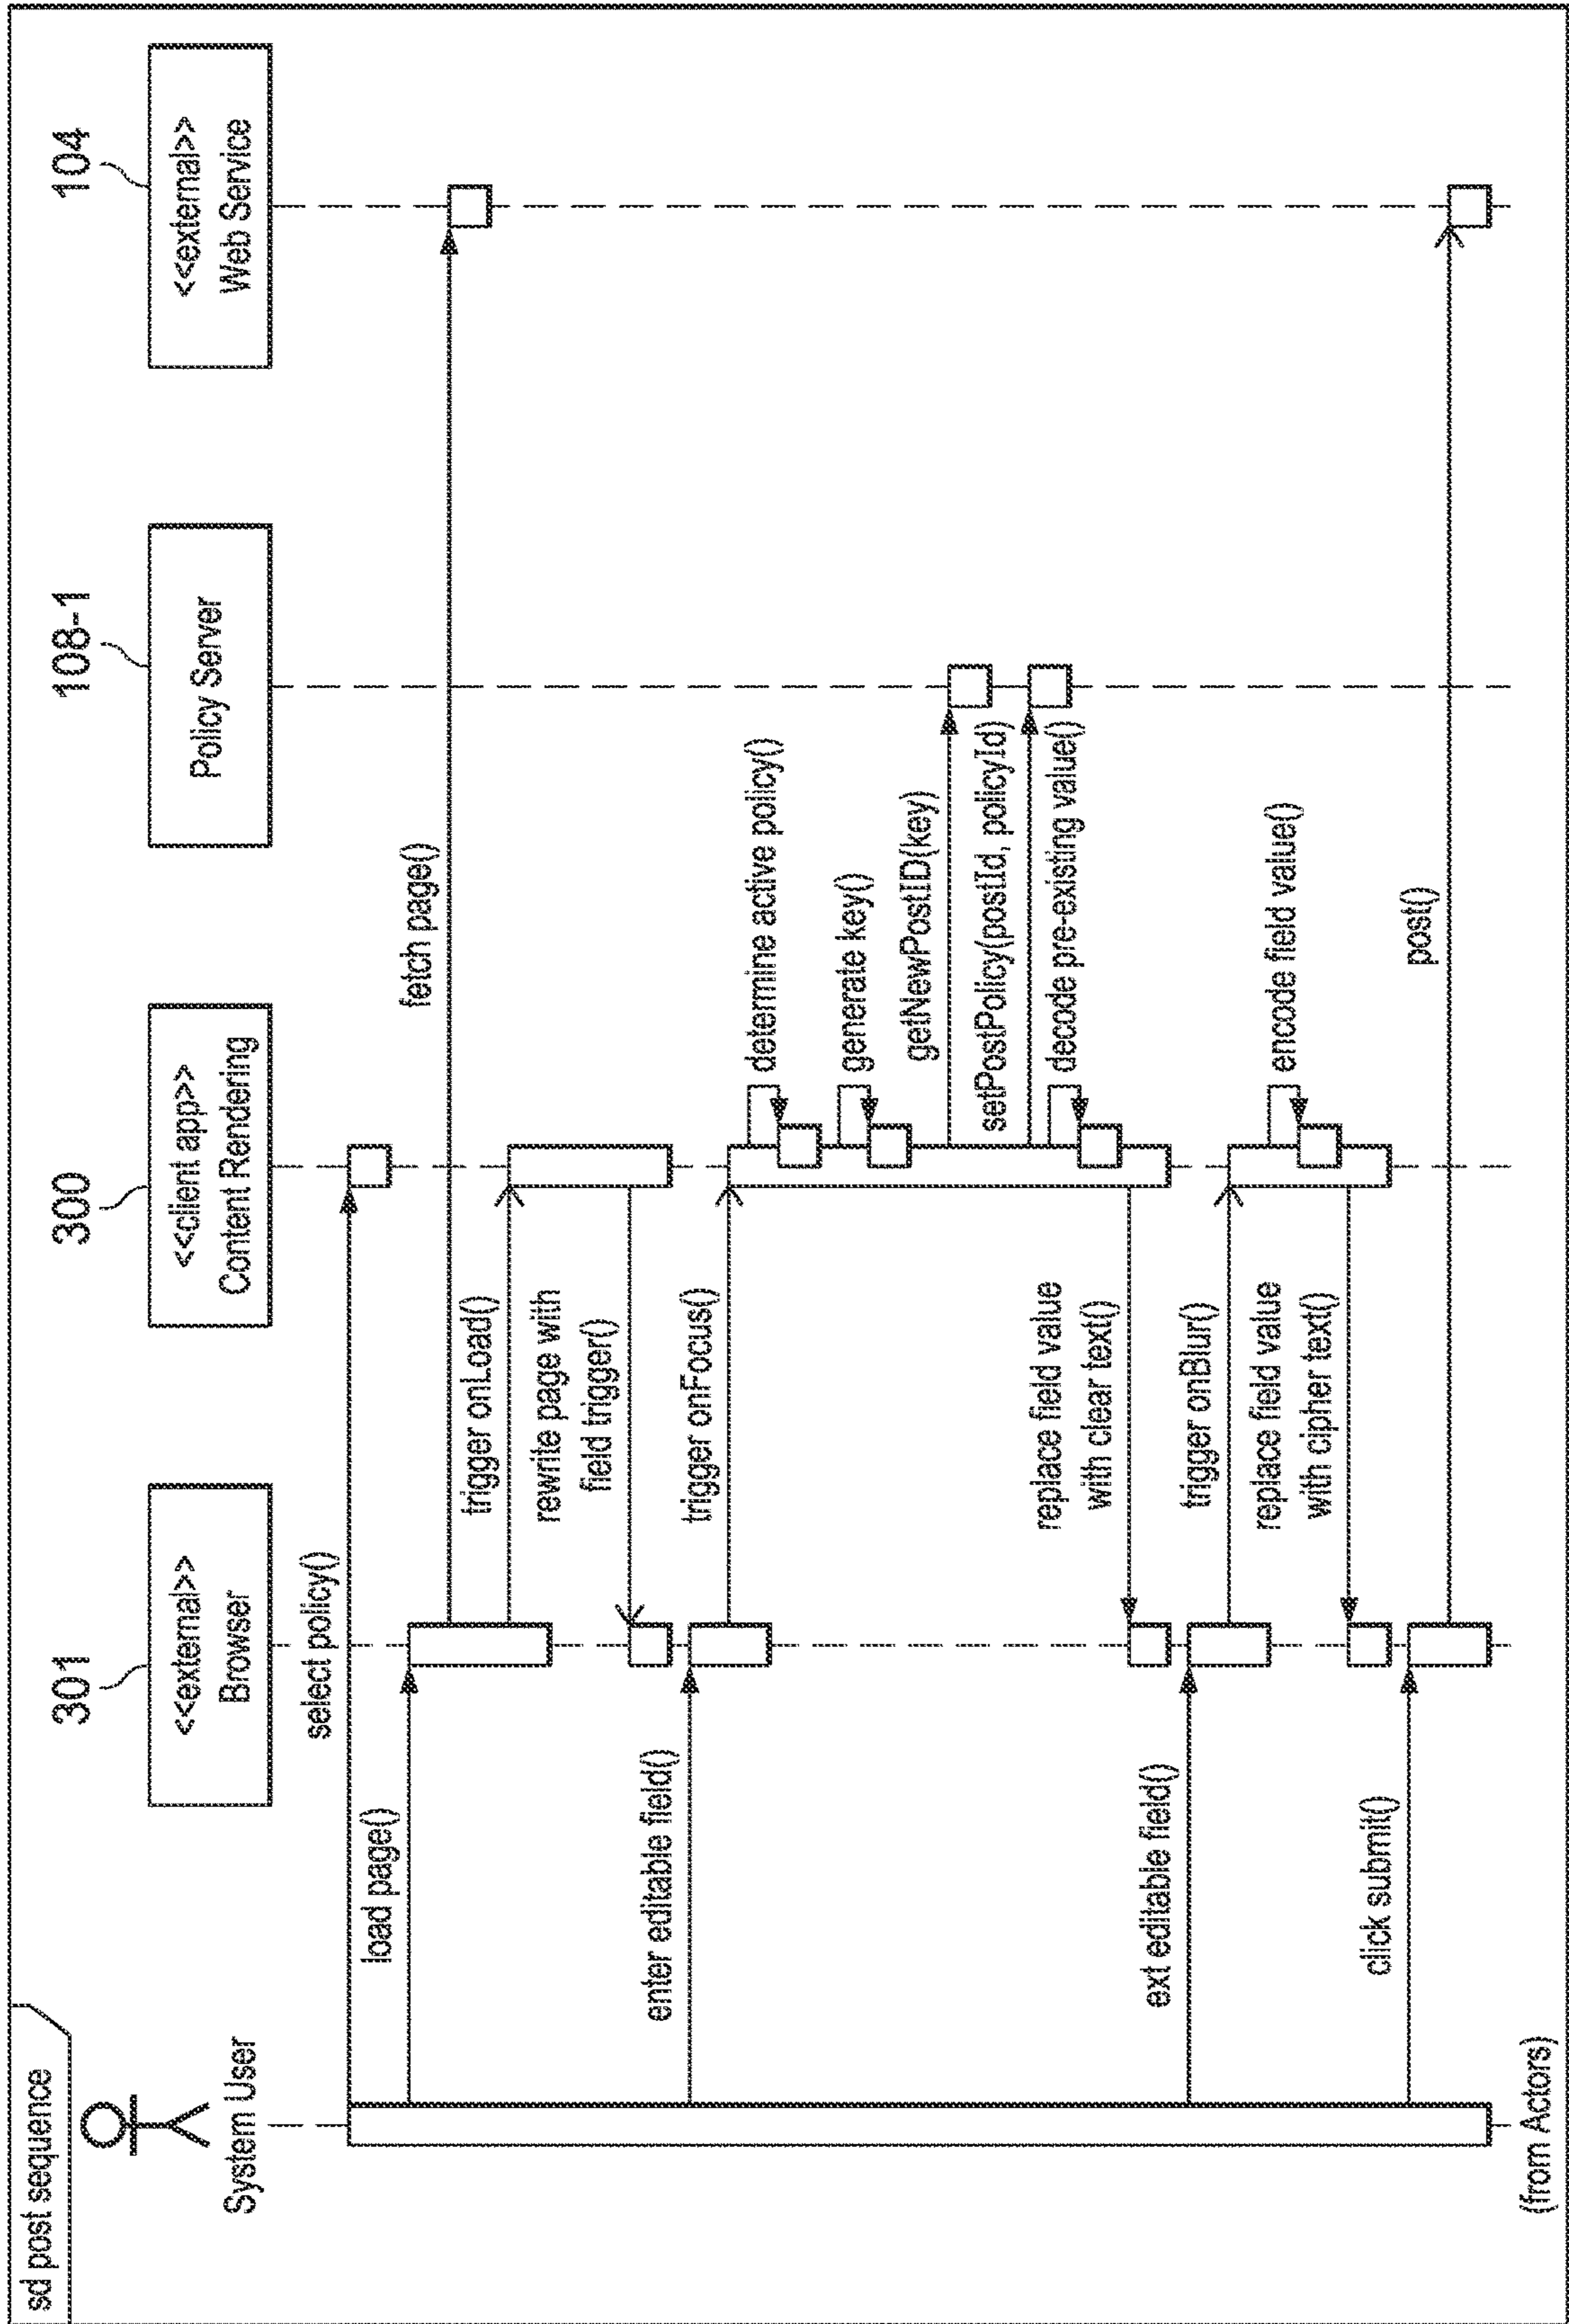 sd post sequence
System User
301
<<external>>
Browser
300
<<client app>>
Content Rendering
108-1
Policy Server
104
<<external>>
Web Service
select policy()
load page()
fetch page()
trigger onLoad()
rewrite page with
field trigger()
enter editable field()
trigger onFocus()
determine active policy()
generate key()
getNewPostID(key)
setPostPolicy(postId, policyId)
decode pre-existing value()
replace field value
with clear text()
ext editable field()
trigger onBlur()
encode field value()
replace field value
with cipher text()
click submit()
post()
(from Actors)